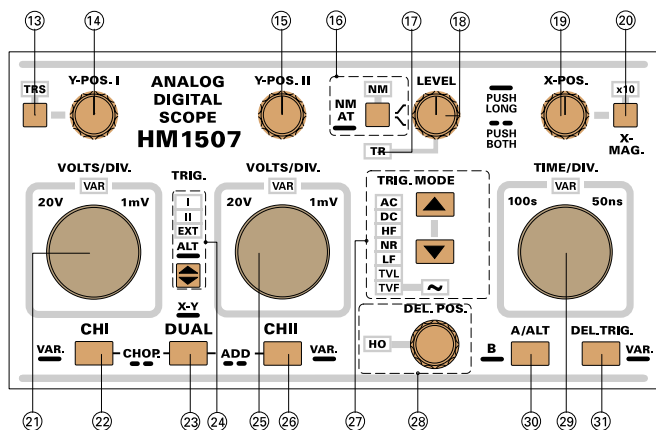 13 14 15 16 17 18 19 20
TRS
Y-POS. I
ANALOG
DIGITAL
SCOPE
HM1507
Y-POS. II
NM
AT
NM
LEVEL
TR
PUSH
LONG
PUSH
BOTH
X-POS.
x10
X-
MAG.
VOLTS/DIV.
VAR
20V 1mV
TRIG.
I
II
EXT
ALT
X-Y
VOLTS/DIV.
VAR
20V 1mV
TRIG. MODE
AC
DC
HF
NR
LF
TVL
TVF
~
TIME/DIV.
VAR
100s 50ns
VAR.
CHI
CHOP.
DUAL
ADD
CHII
VAR.
DEL. POS.
HO
B
A/ALT
DEL.TRIG.
VAR.
21 22 23 24 25 26 27 28 30 29 31